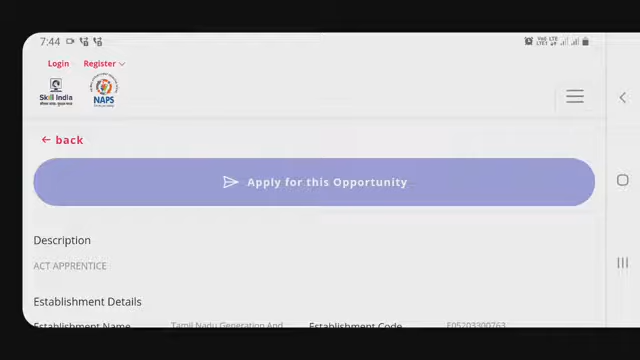 7:44
Login Register
Skill India
NAPS
← back
Apply for this Opportunity
Description
ACT APPRENTICE
Establishment Details
Establishment Name Tamil Nadu Generation And Establishment Code E05203300763